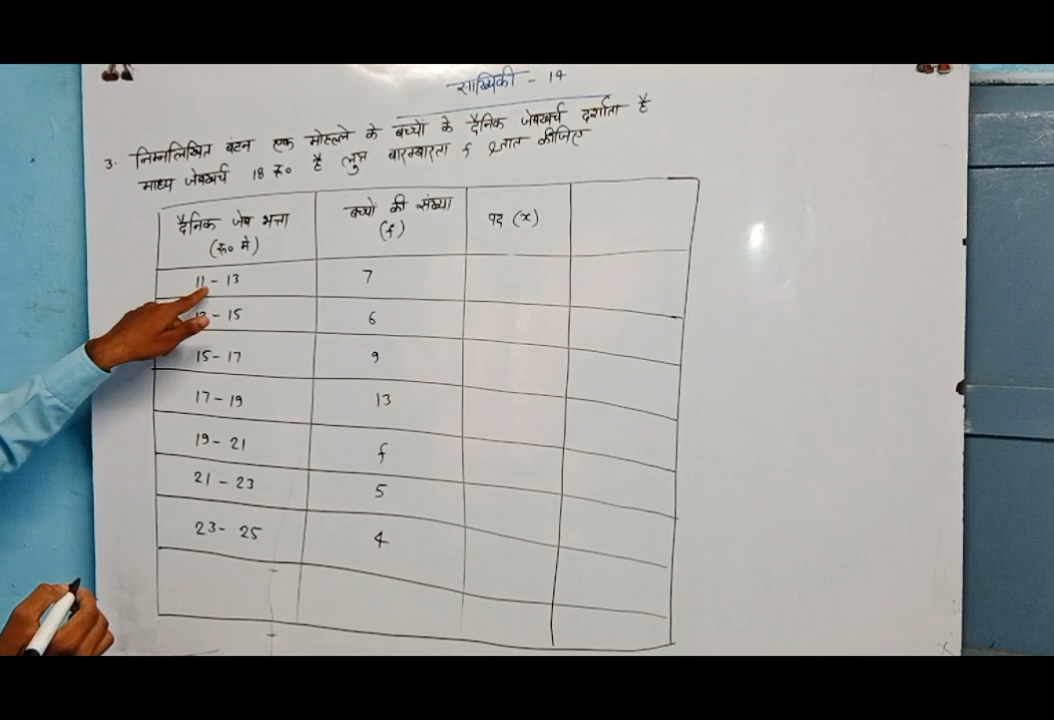 सांख्यिकी - 14
3. निम्नलिखित बंटन एक मोहल्ले के बच्चों के दैनिक जेबखर्च दर्शाता है
माध्य जेबखर्च 18 रू० है लुप्त बारम्बारता f ज्ञात कीजिए
दैनिक जेब भत्ता (रू० मे) बच्चों की संख्या (f) पद (x)
11 - 13 7
- 15 6
15 - 17 9
17 - 19 13
19 - 21 f
21 - 23 5
23 - 25 4